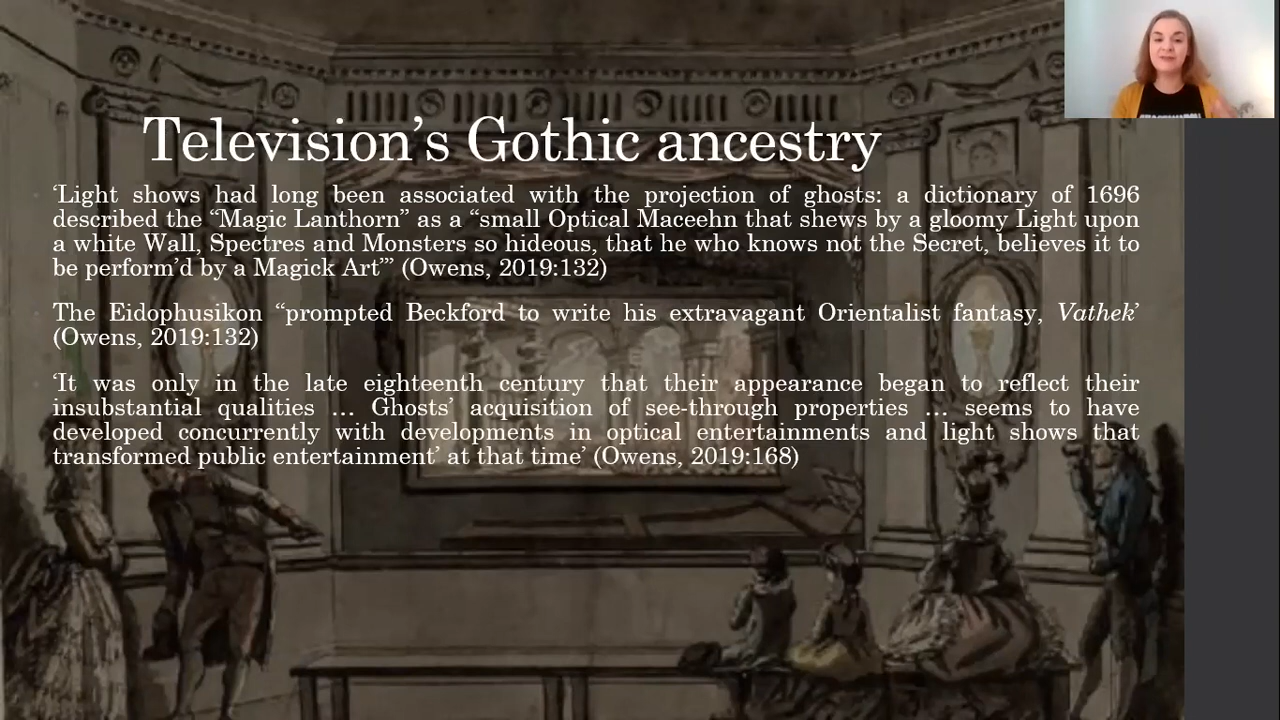 Television’s Gothic ancestry
‘Light shows had long been associated with the projection of ghosts: a dictionary of 1696
described the “Magic Lanthorn” as a “small Optical Maceehn that shews by a gloomy Light upon
a white Wall, Spectres and Monsters so hideous, that he who knows not the Secret, believes it to
be perform’d by a Magick Art”’ (Owens, 2019:132)
The Eidophusikon “prompted Beckford to write his extravagant Orientalist fantasy, Vathek’
(Owens, 2019:132)
‘It was only in the late eighteenth century that their appearance began to reflect their
insubstantial qualities … Ghosts’ acquisition of see-through properties … seems to have
developed concurrently with developments in optical entertainments and light shows that
transformed public entertainment’ at that time’ (Owens, 2019:168)